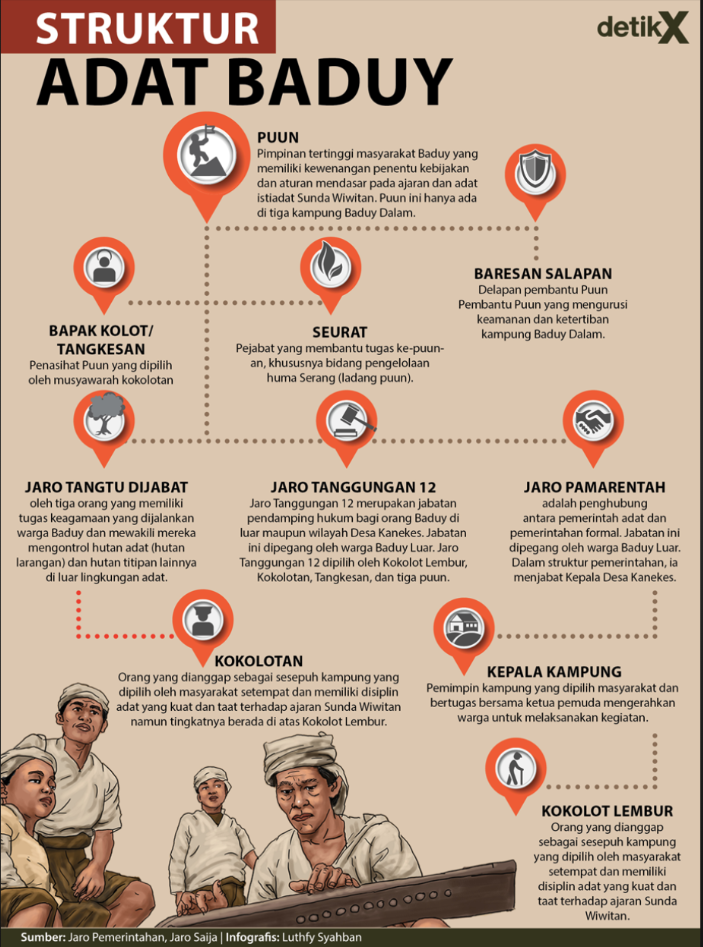 STRUKTUR
ADAT BADUY
detikX
PUUN
Pimpinan tertinggi masyarakat Baduy yang
memiliki kewenangan penentu kebijakan
dan aturan mendasar pada ajaran dan adat
istiadat Sunda Wiwitan. Puun ini hanya ada
di tiga kampung Baduy Dalam.
BARESAN SALAPAN
Delapan pembantu Puun
Pembantu Puun yang mengurusi
keamanan dan ketertiban
kampung Baduy Dalam.
BAPAK KOLOT/
TANGKESAN
Penasihat Puun yang dipilih
oleh musyawarah kokolotan
SEURAT
Pejabat yang membantu tugas ke-puun-
an, khususnya bidang pengelolaan
huma Serang (ladang puun).
JARO TANGTU DIJABAT
oleh tiga orang yang memiliki
tugas keagamaan yang dijalankan
warga Baduy dan mewakili mereka
mengontrol hutan adat (hutan
larangan) dan hutan titipan lainnya
di luar lingkungan adat.
JARO TANGGUNGAN 12
Jaro Tanggungan 12 merupakan jabatan
pendamping hukum bagi orang Baduy di
luar maupun wilayah Desa Kanekes. Jabatan
ini dipegang oleh warga Baduy Luar. Jaro
Tanggungan 12 dipilih oleh Kokolot Lembur,
Kokolotan, Tangkesan, dan tiga puun.
JARO PAMARENTAH
adalah penghubung
antara pemerintah adat dan
pemerintahan formal. Jabatan ini
dipegang oleh warga Baduy Luar.
Dalam struktur pemerintahan, ia
menjabat Kepala Desa Kanekes.
KOKOLOTAN
Orang yang dianggap sebagai sesepuh kampung yang
dipilih oleh masyarakat setempat dan memiliki disiplin
adat yang kuat dan taat terhadap ajaran Sunda Wiwitan
namun tingkatnya berada di atas Kokolot Lembur.
KEPALA KAMPUNG
Pemimpin kampung yang dipilih masyarakat dan
bertugas bersama ketua pemuda mengerahkan
warga untuk melaksanakan kegiatan.
KOKOLOT LEMBUR
Orang yang dianggap
sebagai sesepuh kampung
yang dipilih oleh masyarakat
setempat dan memiliki
disiplin adat yang kuat dan
taat terhadap ajaran Sunda
Wiwitan.
Sumber: Jaro Pemerintahan, Jaro Saija | Infografis: Luthfy Syahban